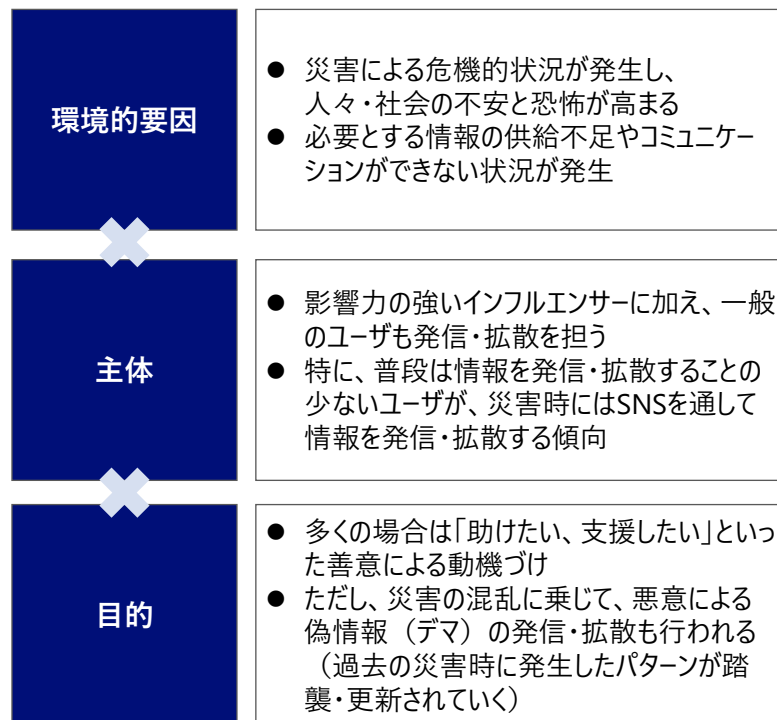 環境的要因
● 災害による危機的状況が発生し、
人々・社会の不安と恐怖が高まる
● 必要とする情報の供給不足やコミュニケー
ションができない状況が発生
主体
● 影響力の強いインフルエンサーに加え、一般
のユーザも発信・拡散を担う
● 特に、普段は情報を発信・拡散することの
少ないユーザが、災害時にはSNSを通して
情報を発信・拡散する傾向
目的
● 多くの場合は「助けたい、支援したい」といっ
た善意による動機づけ
● ただし、災害の混乱に乗じて、悪意による
偽情報（デマ）の発信・拡散も行われる
（過去の災害時に発生したパターンが踏
襲・更新されていく）